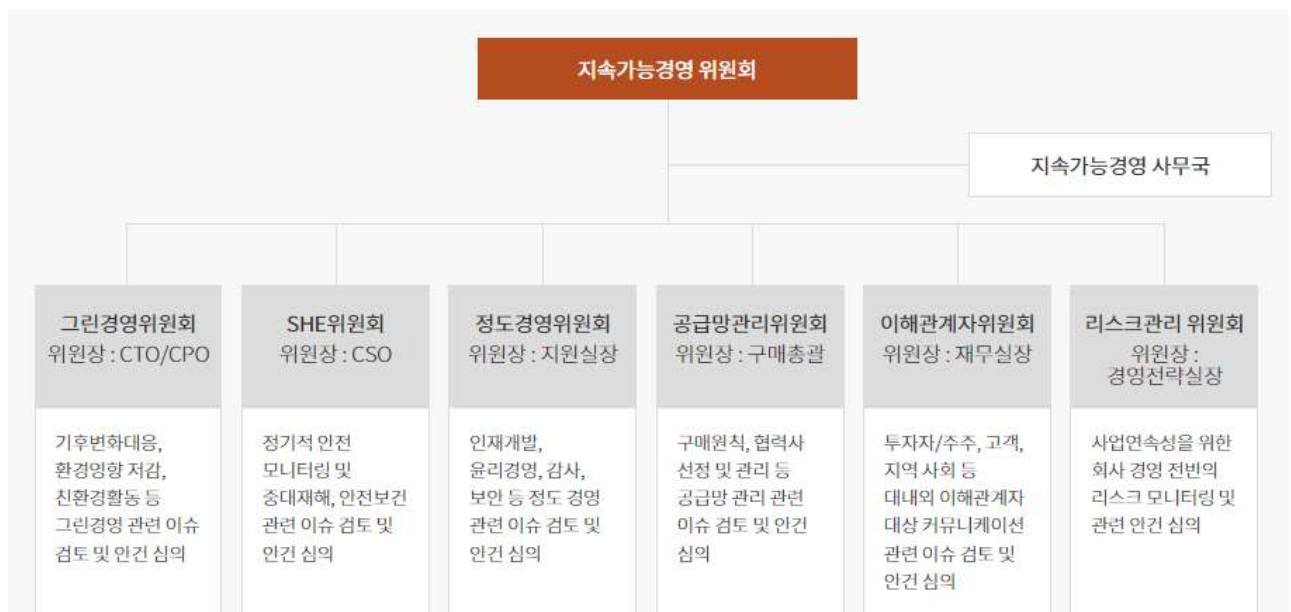 지속가능경영 위원회
지속가능경영 사무국
그린경영위원회
위원장 : CTO/CPO
기후변화대응,
환경영향 저감,
친환경활동 등
그린경영 관련 이슈
검토 및 안건 심의
SHE위원회
위원장 : CSO
정기적 안전
모니터링 및
중대재해, 안전보건
관련 이슈 검토 및
안건 심의
정도경영위원회
위원장 : 지원실장
인재개발,
윤리경영, 감사,
보안 등 정도 경영
관련 이슈 검토 및
안건 심의
공급망관리위원회
위원장 : 구매총괄
구매원칙, 협력사
선정 및 관리 등
공급망 관리 관련
이슈 검토 및 안건
심의
이해관계자위원회
위원장 : 재무실장
투자자/주주, 고객,
지역 사회 등
대내외 이해관계자
대상 커뮤니케이션
관련 이슈 검토 및
안건 심의
리스크관리 위원회
위원장 :
경영전략실장
사업연속성을 위한
회사 경영 전반의
리스크 모니터링 및
관련 안건 심의